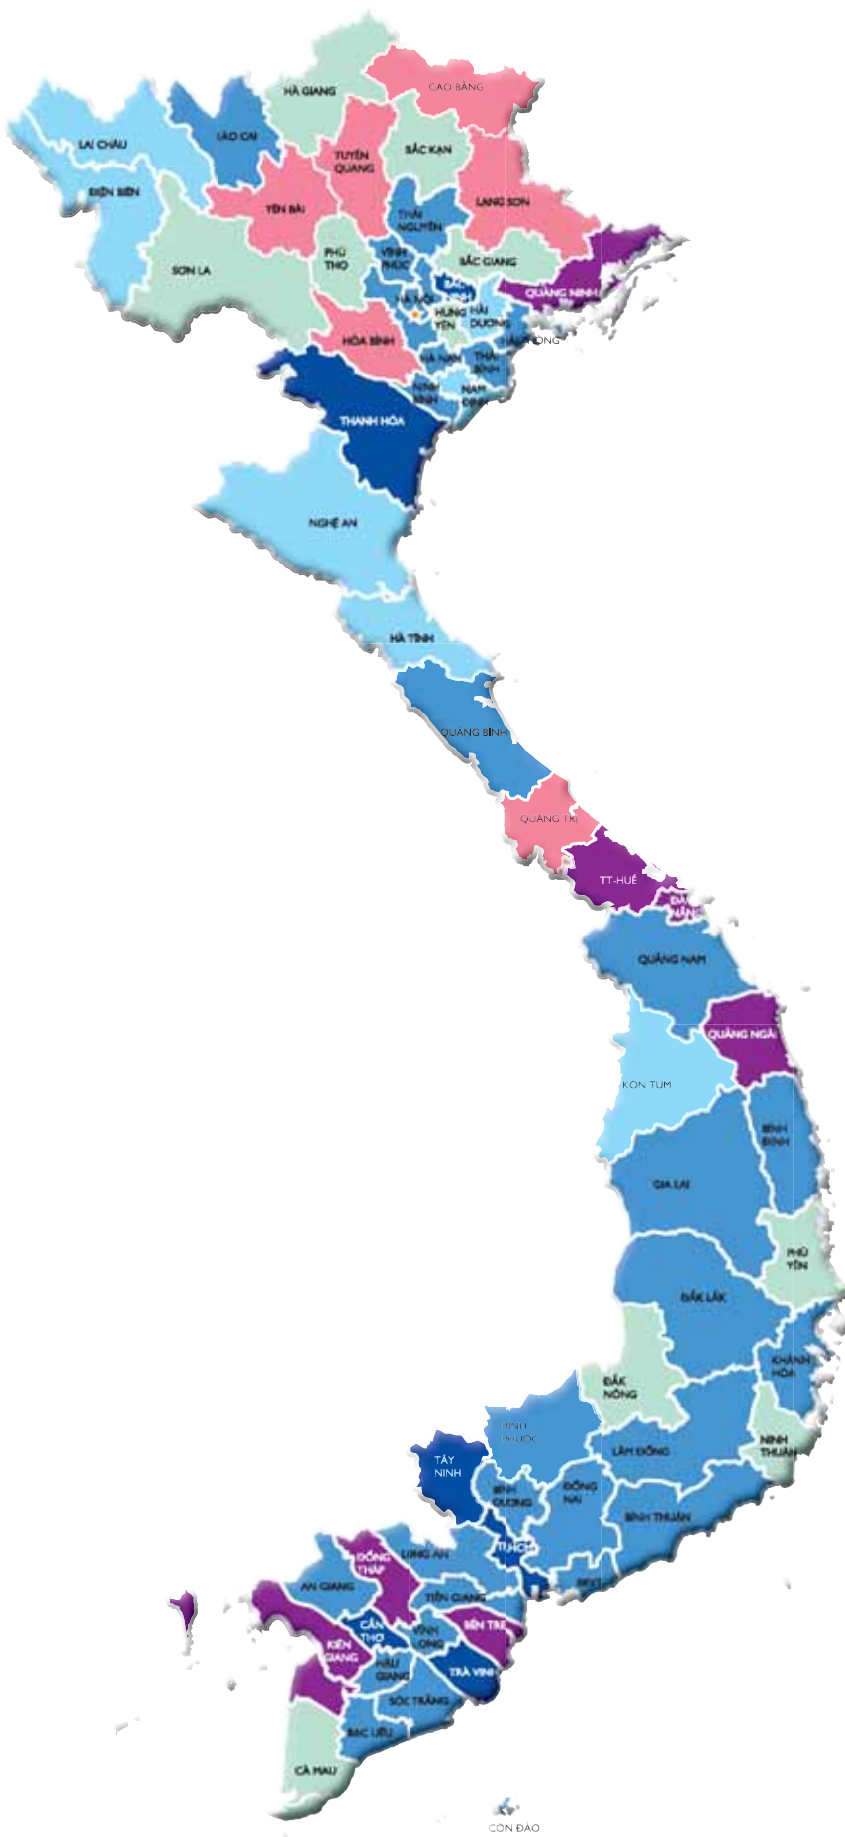 HÀ GIANG
CAO BẰNG
LAI CHÂU
LÀO CAI
TUYÊN
QUANG
BẮC KẠN
ĐIỆN BIÊN
YÊN BÁI
LẠNG SƠN
THÁI
NGUYÊN
SƠN LA
PHÚ
THỌ
VĨNH
PHÚC
BẮC GIANG
QUẢNG NINH
HÀ NỘI
HƯNG
YÊN
HẢI
DƯƠNG
HÒA BÌNH
HÀ NAM
THÁI
BÌNH
NINH
BÌNH
NAM
ĐỊNH
THANH HÓA
NGHỆ AN
HÀ TĨNH
QUẢNG BÌNH
QUẢNG TRỊ
TT-HUẾ
ĐÀ
NẴNG
QUẢNG NAM
QUẢNG NGÃI
KON TUM
BÌNH
ĐỊNH
GIA LAI
PHÚ
YÊN
ĐẮK LẮK
KHÁNH
HÒA
ĐẮK
NÔNG
BÌNH
PHƯỚC
NINH
THUẬN
LÂM ĐỒNG
TÂY
NINH
BÌNH
DƯƠNG
ĐỒNG
NAI
BÌNH THUẬN
TP.HCM
LONG AN
ĐỒNG
THÁP
AN GIANG
TIỀN GIANG
BẾN TRE
CẦN
THƠ
VĨNH
LONG
KIÊN
GIANG
HẬU
GIANG
TRÀ VINH
SÓC TRĂNG
BẠC LIÊU
CÀ MAU
CÔN ĐẢO